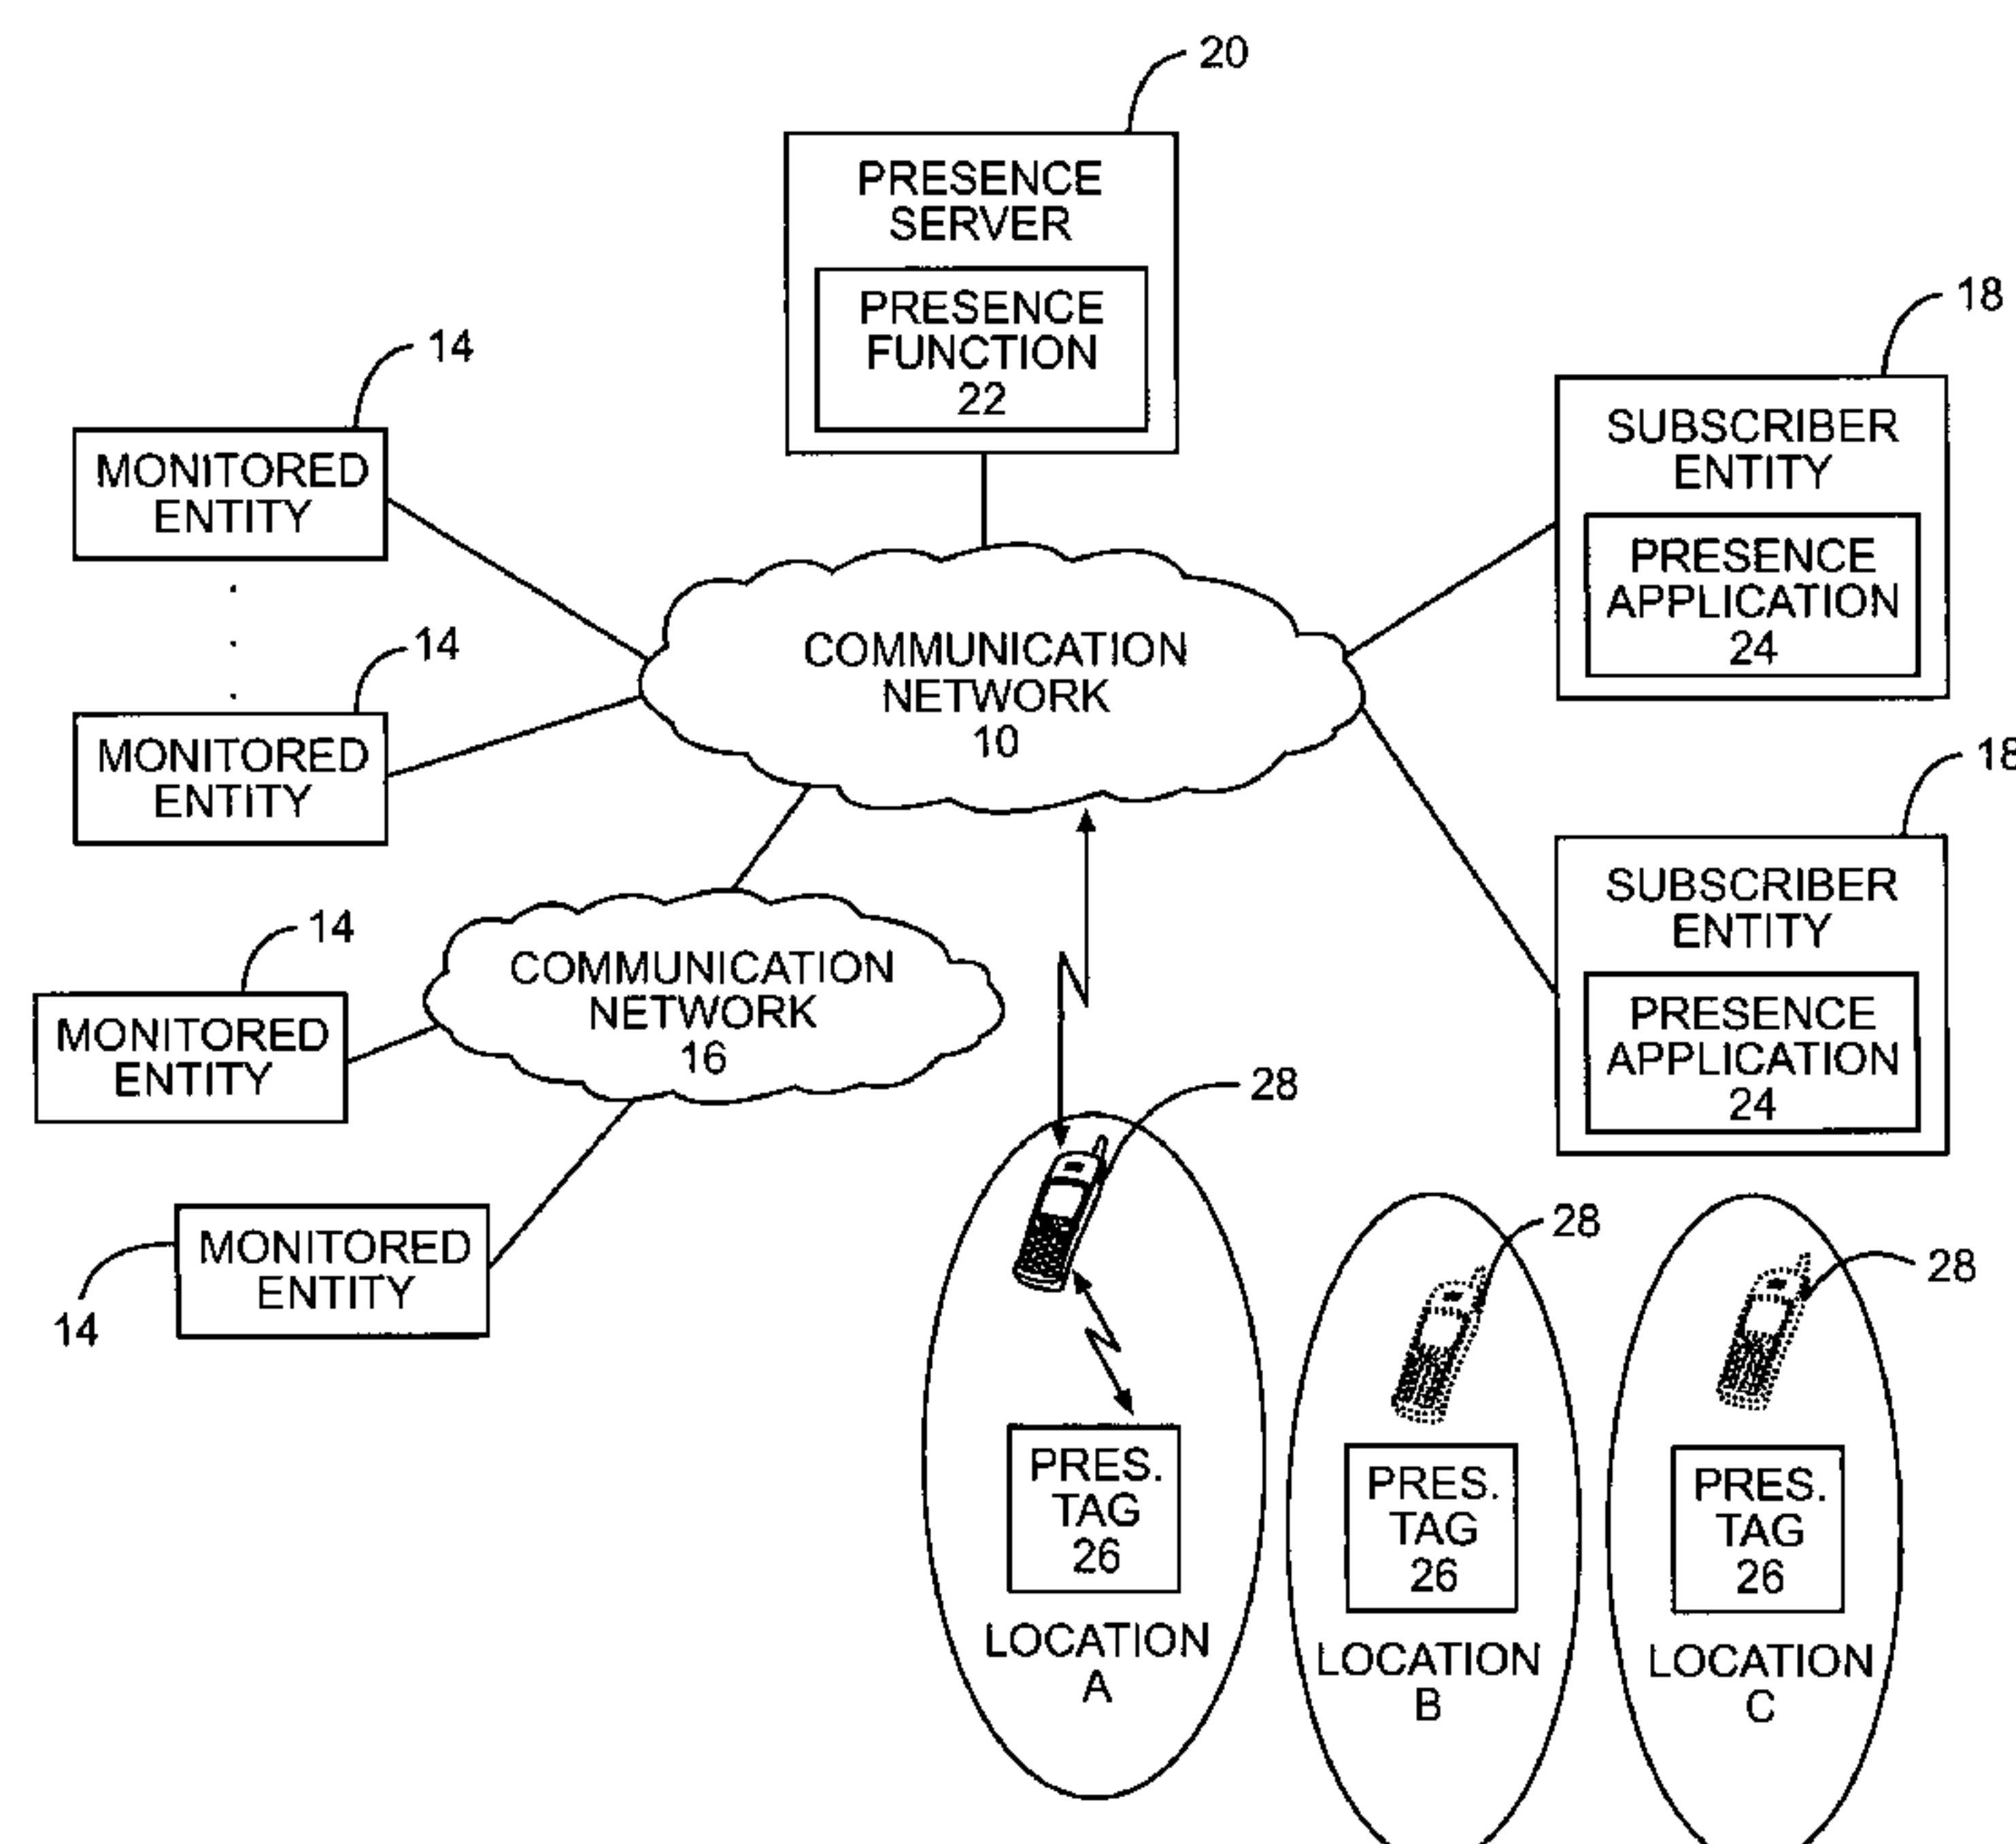 20
PRESENCE
SERVER
PRESENCE
FUNCTION
22
18
SUBSCRIBER
ENTITY
PRESENCE
APPLICATION
24
14
MONITORED
ENTITY
14
MONITORED
ENTITY
COMMUNICATION
NETWORK
10
18
SUBSCRIBER
ENTITY
PRESENCE
APPLICATION
24
14
MONITORED
ENTITY
COMMUNICATION
NETWORK
16
14
MONITORED
ENTITY
28
PRES.
TAG
26
LOCATION
A
28
PRES.
TAG
26
LOCATION
B
28
PRES.
TAG
26
LOCATION
C